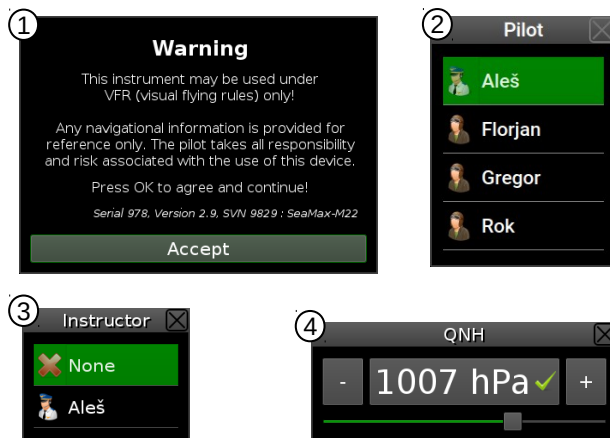 1
Warning
This instrument may be used under
VFR (visual flying rules) only!
Any navigational information is provided for
reference only. The pilot takes all responsibility
and risk associated with the use of this device.
Press OK to agree and continue!
Serial 978, Version 2.9, SVN 9829 : SeaMax-M22
Accept
2
Pilot
Aleš
Florjan
Gregor
Rok
3
Instructor
None
Aleš
4
QNH
- 1007 hPa +